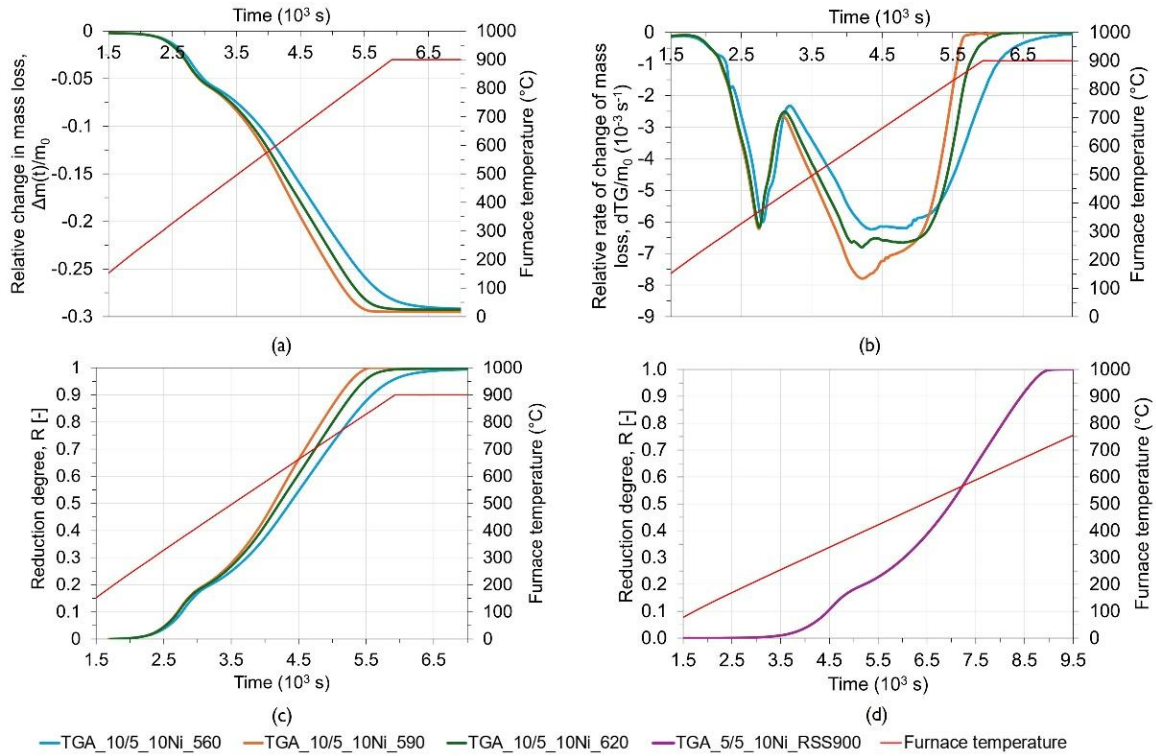 Time (10³ s)
0 1.5 2.5 3.5 4.5 5.5 6.5 1000
-0.05 900
-0.1 800
-0.15 700
-0.2 600
-0.25 500
-0.3 400
300
200
100
0
Relative change in mass loss,
Δm(t)/m₀
Furnace temperature (°C)
(a)
Time (10³ s)
0 1.5 2.5 3.5 4.5 5.5 6.5 1000
-1 900
-2 800
-3 700
-4 600
-5 500
-6 400
-7 300
-8 200
-9 100
0
Relative rate of change of mass
loss, dTG/m₀ (10⁻³ s⁻¹)
Furnace temperature (°C)
(b)
1 1000
0.9 900
0.8 800
0.7 700
0.6 600
0.5 500
0.4 400
0.3 300
0.2 200
0.1 100
0 0
1.5 2.5 3.5 4.5 5.5 6.5
Reduction degree, R [-]
Furnace temperature (°C)
Time (10³ s)
(c)
1.0 1000
0.9 900
0.8 800
0.7 700
0.6 600
0.5 500
0.4 400
0.3 300
0.2 200
0.1 100
0.0 0
1.5 2.5 3.5 4.5 5.5 6.5 7.5 8.5 9.5
Reduction degree, R [-]
Furnace temperature (°C)
Time (10³ s)
(d)
TGA_10/5_10Ni_560 TGA_10/5_10Ni_590 TGA_10/5_10Ni_620 TGA_5/5_10Ni_RSS900 Furnace temperature